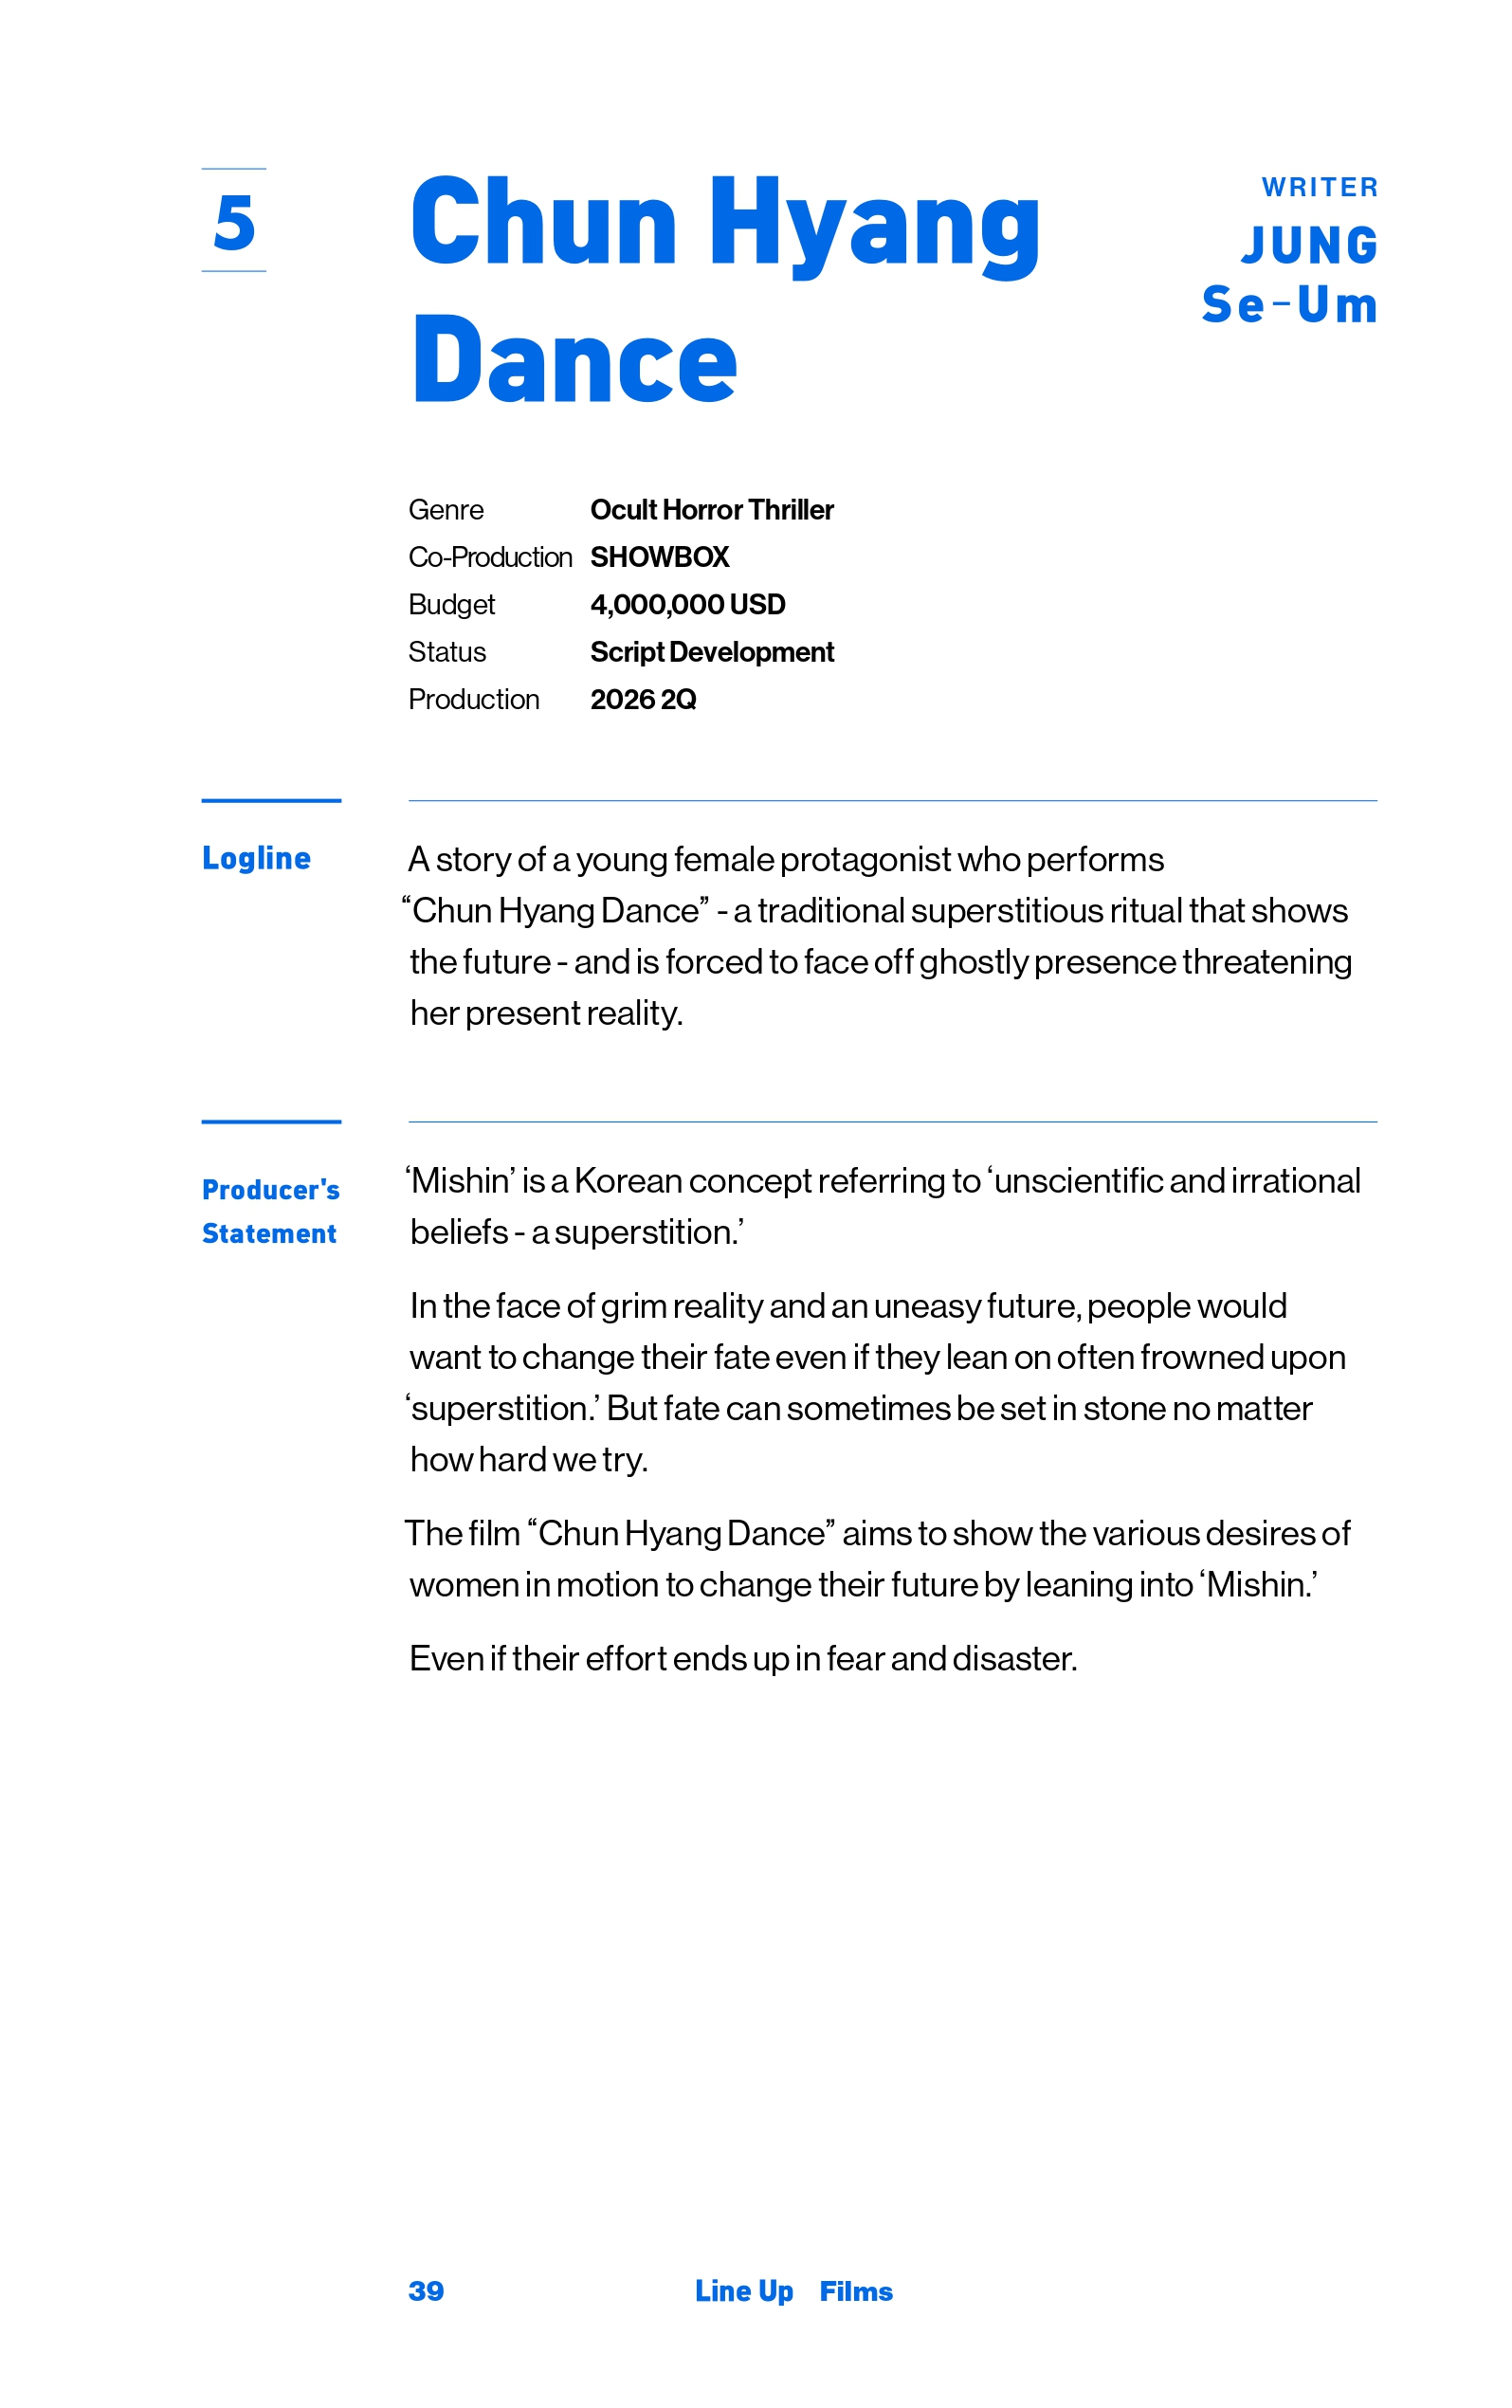 5
Chun Hyang
Dance
WRITER
JUNG
Se-Um
Genre Ocult Horror Thriller
Co-Production SHOWBOX
Budget 4,000,000 USD
Status Script Development
Production 2026 2Q
Logline
A story of a young female protagonist who performs
“Chun Hyang Dance” - a traditional superstitious ritual that shows
the future - and is forced to face off ghostly presence threatening
her present reality.
Producer's
Statement
‘Mishin’ is a Korean concept referring to ‘unscientific and irrational
beliefs - a superstition.’
In the face of grim reality and an uneasy future, people would
want to change their fate even if they lean on often frowned upon
‘superstition.’ But fate can sometimes be set in stone no matter
how hard we try.
The film “Chun Hyang Dance” aims to show the various desires of
women in motion to change their future by leaning into ‘Mishin.’
Even if their effort ends up in fear and disaster.
39 Line Up Films